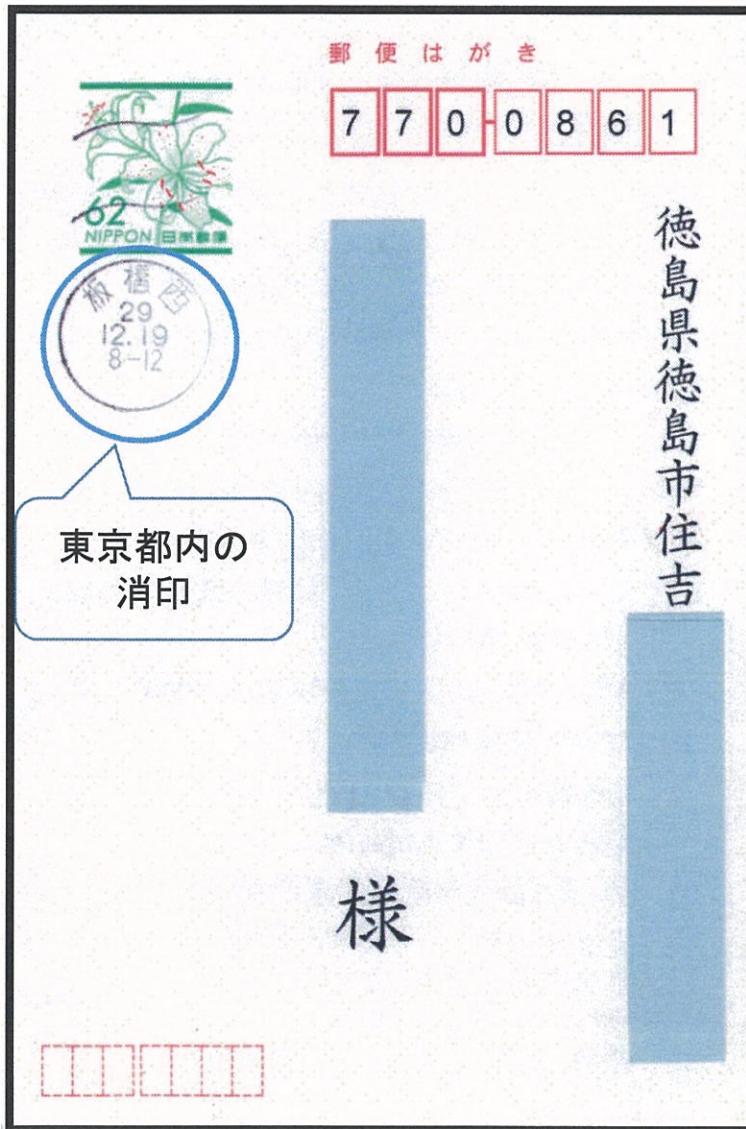 郵便はがき
770-0861
62
NIPPON 日本郵便
板橋西
29
12.19
8-12
東京都内の
消印
徳島県徳島市住吉
様